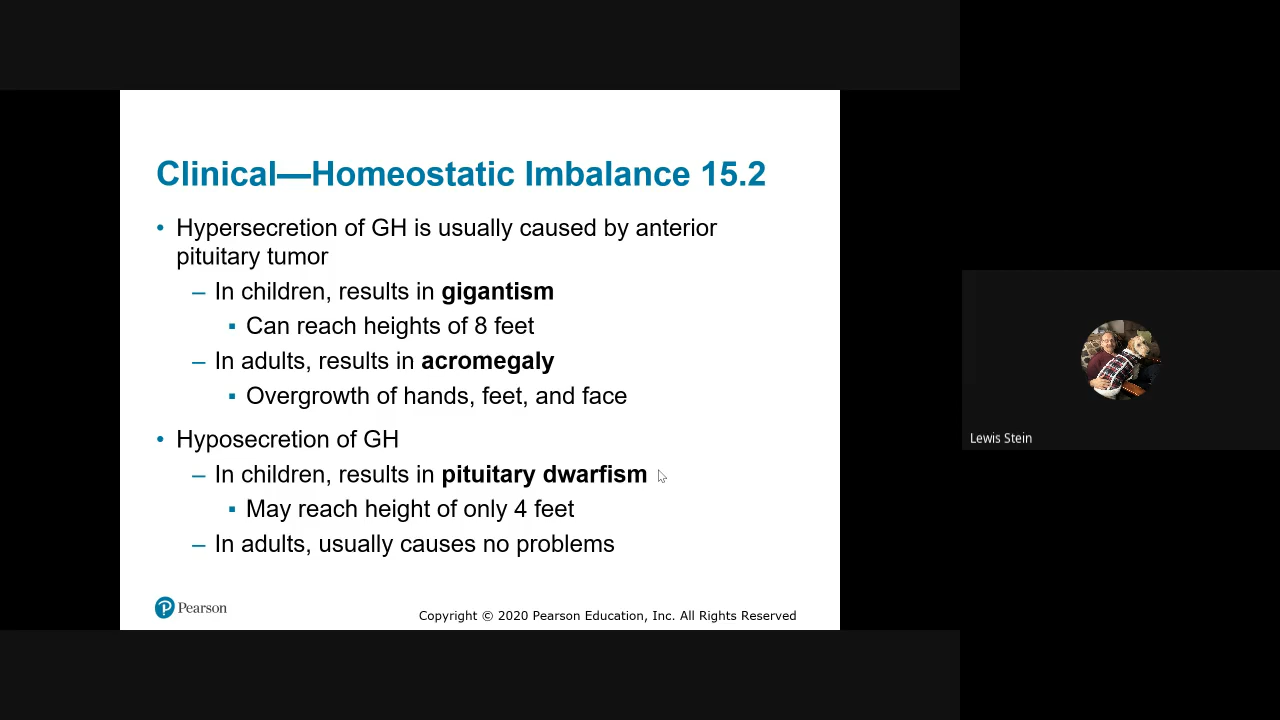 Clinical—Homeostatic Imbalance 15.2
• Hypersecretion of GH is usually caused by anterior
pituitary tumor
– In children, results in gigantism
▪ Can reach heights of 8 feet
– In adults, results in acromegaly
▪ Overgrowth of hands, feet, and face
• Hyposecretion of GH
– In children, results in pituitary dwarfism
▪ May reach height of only 4 feet
– In adults, usually causes no problems
P Pearson
Copyright © 2020 Pearson Education, Inc. All Rights Reserved
Lewis Stein